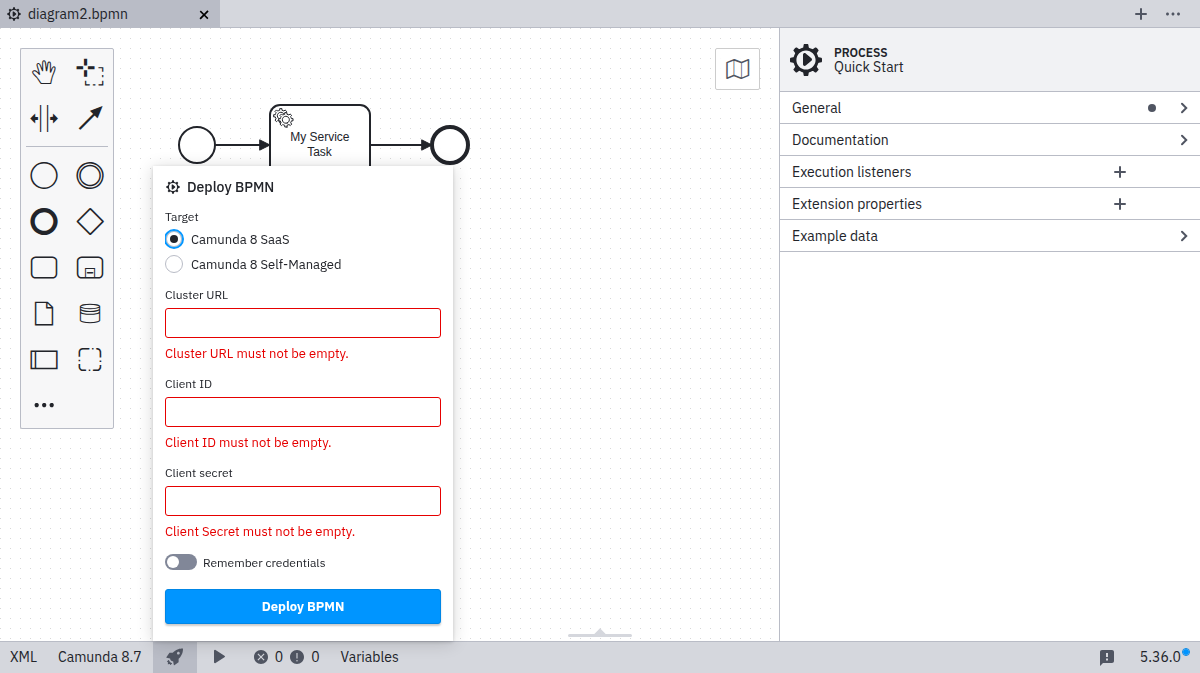 diagram2.bpmn
PROCESS
Quick Start
General
Documentation
Execution listeners
Extension properties
Example data
My Service
Task
Deploy BPMN
Target
Camunda 8 SaaS
Camunda 8 Self-Managed
Cluster URL
Cluster URL must not be empty.
Client ID
Client ID must not be empty.
Client secret
Client Secret must not be empty.
Remember credentials
Deploy BPMN
XML Camunda 8.7 0 0 Variables 5.36.0